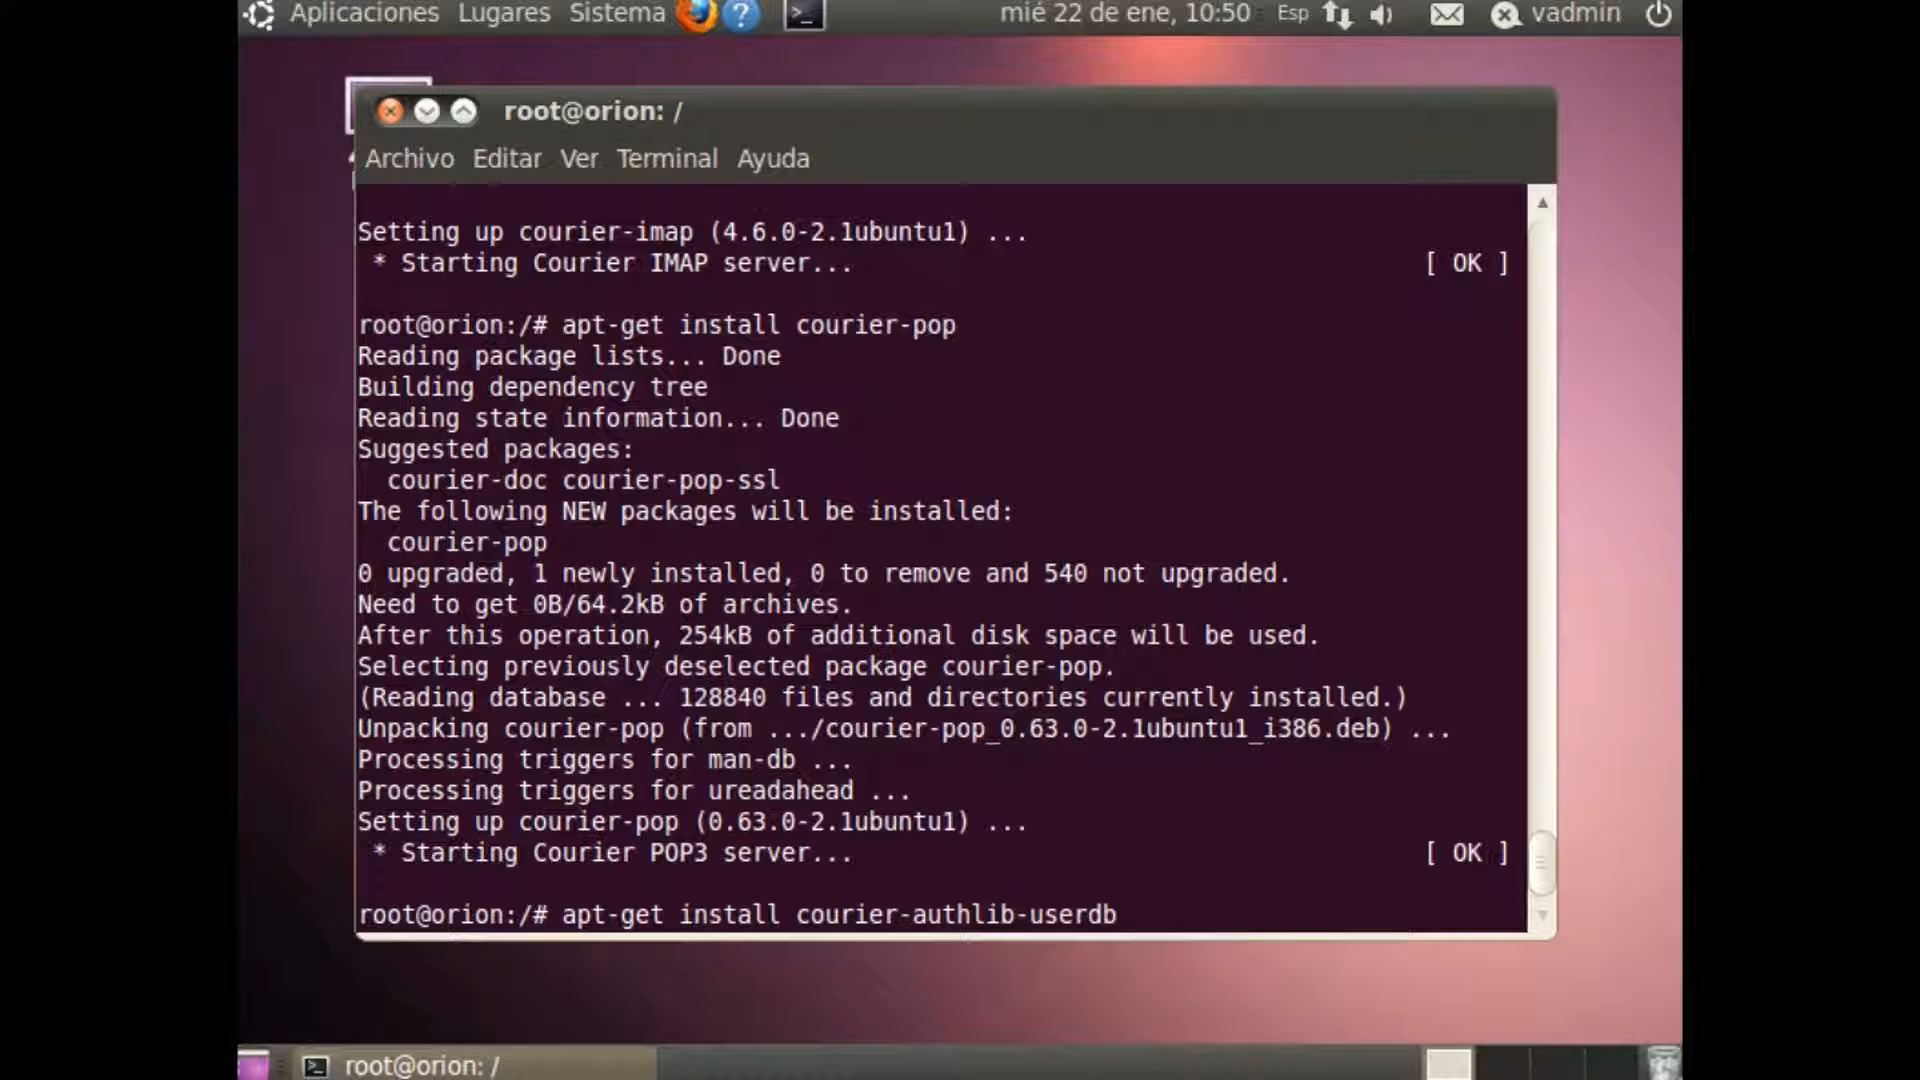 Aplicaciones Lugares Sistema mié 22 de ene, 10:50 Esp vadmin
root@orion: /
Archivo Editar Ver Terminal Ayuda
Setting up courier-imap (4.6.0-2.1ubuntu1) ...
* Starting Courier IMAP server... [ OK ]
root@orion:/# apt-get install courier-pop
Reading package lists... Done
Building dependency tree
Reading state information... Done
Suggested packages:
courier-doc courier-pop-ssl
The following NEW packages will be installed:
courier-pop
0 upgraded, 1 newly installed, 0 to remove and 540 not upgraded.
Need to get 0B/64.2kB of archives.
After this operation, 254kB of additional disk space will be used.
Selecting previously deselected package courier-pop.
(Reading database ... 128840 files and directories currently installed.)
Unpacking courier-pop (from .../courier-pop_0.63.0-2.1ubuntu1_i386.deb) ...
Processing triggers for man-db ...
Processing triggers for ureadahead ...
Setting up courier-pop (0.63.0-2.1ubuntu1) ...
* Starting Courier POP3 server... [ OK ]
root@orion:/# apt-get install courier-authlib-userdb
root@orion: /